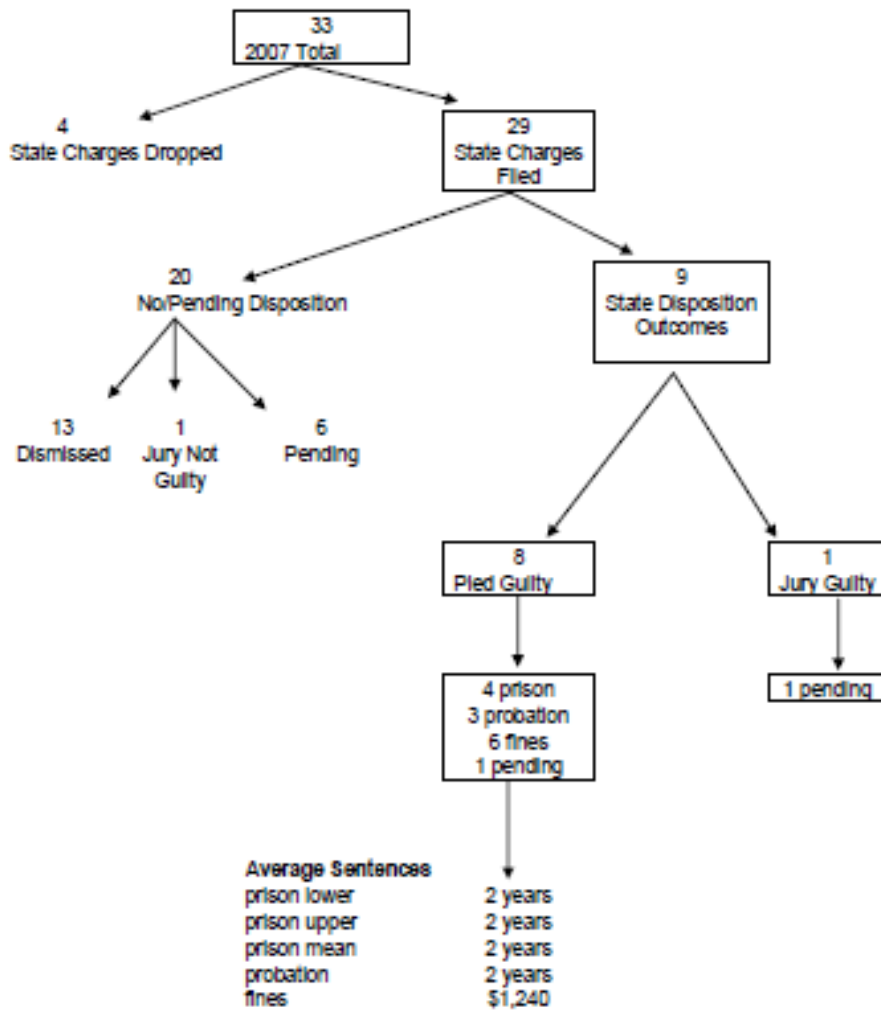 33
2007 Total
4
State Charges Dropped
29
State Charges
Filed
20
No/Pending Disposition
9
State Disposition
Outcomes
13
Dismissed
1
Jury Not
Guilty
6
Pending
8
Pled Guilty
1
Jury Guilty
4 prison
3 probation
6 fines
1 pending
1 pending
Average Sentences
prison lower 2 years
prison upper 2 years
prison mean 2 years
probation 2 years
fines $1,240